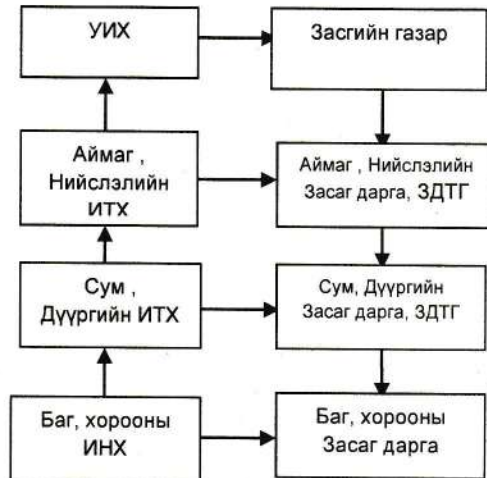 УИХ
Засгийн газар
Аймаг ,
Нийслэлийн
ИТХ
Аймаг , Нийслэлийн
Засаг дарга, ЗДТГ
Сум ,
Дүүргийн ИТХ
Сум, Дүүргийн
Засаг дарга, ЗДТГ
Баг, хорооны
ИНХ
Баг, хорооны
Засаг дарга